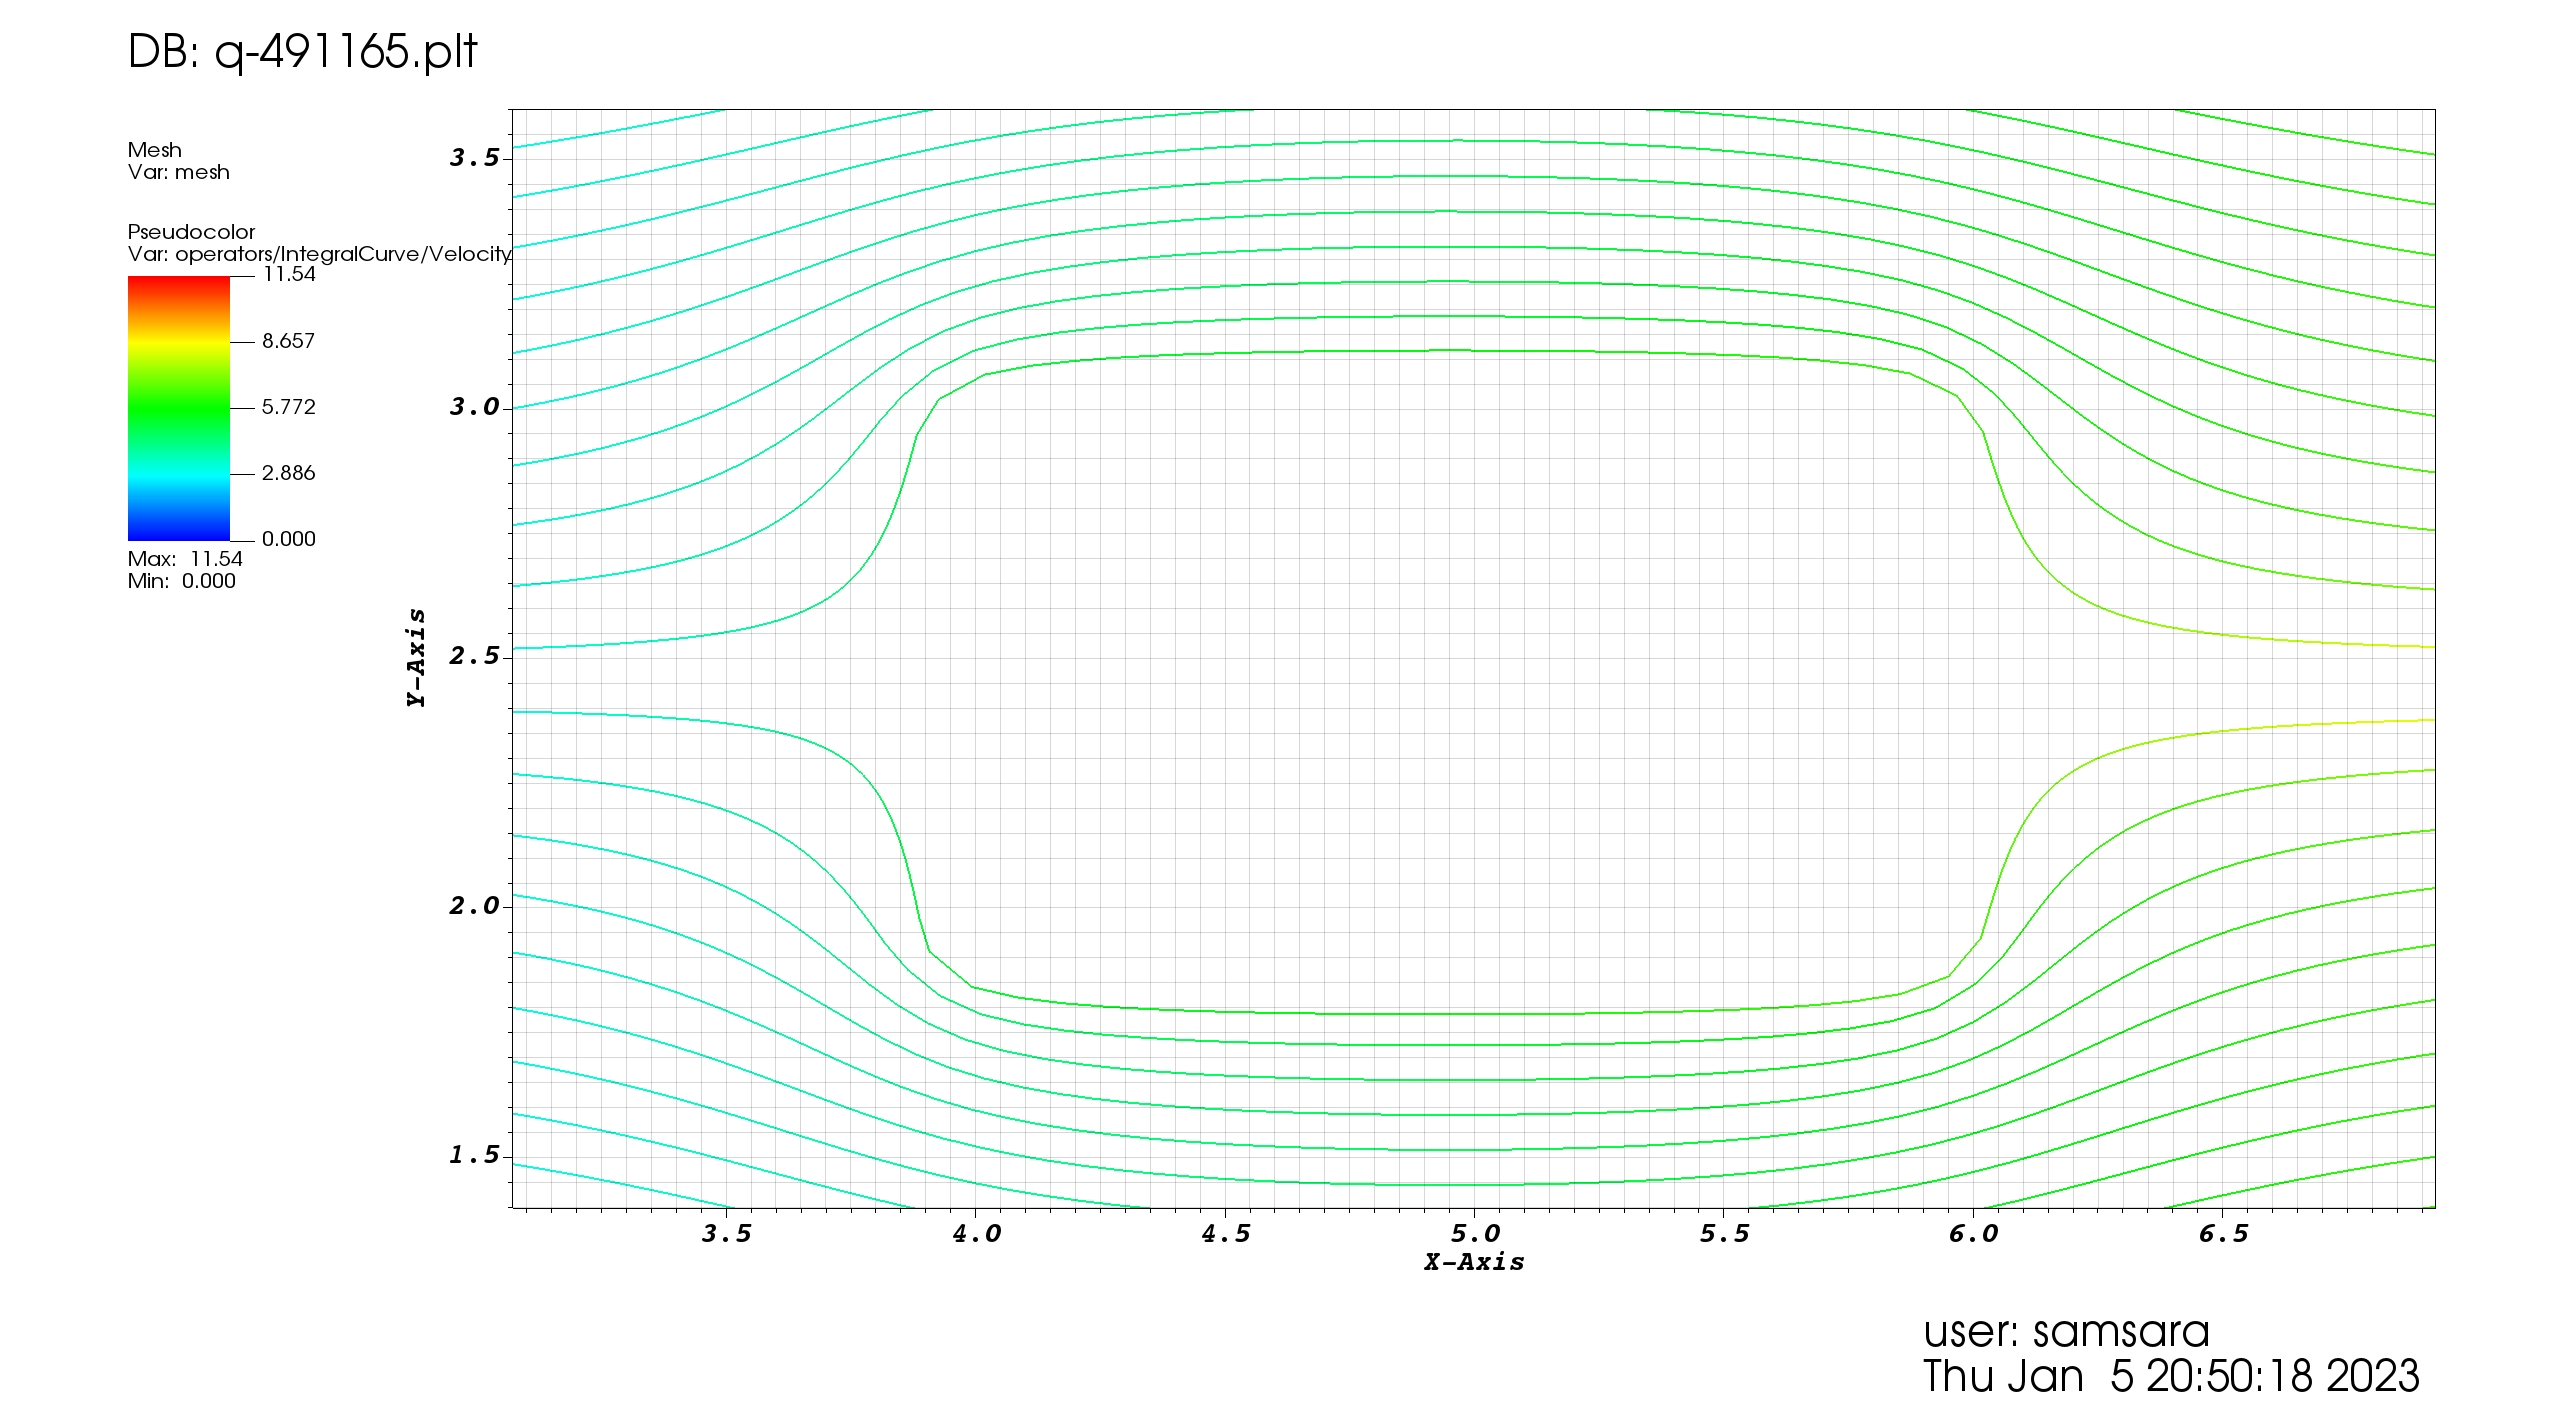 DB: q-491165.plt
Mesh
Var: mesh
Pseudocolor
Var: operators/IntegralCurve/Velocity
11.54
8.657
5.772
2.886
0.000
Max: 11.54
Min: 0.000
3.5
3.0
2.5
2.0
1.5
Y-Axis
3.5 4.0 4.5 5.0 5.5 6.0 6.5
X-Axis
user: samsara
Thu Jan 5 20:50:18 2023